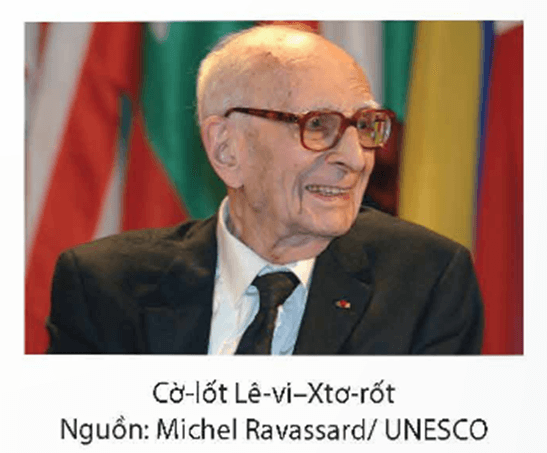 Cờ-lốt Lê-vi–Xtơ-rốt
Nguồn: Michel Ravassard/ UNESCO